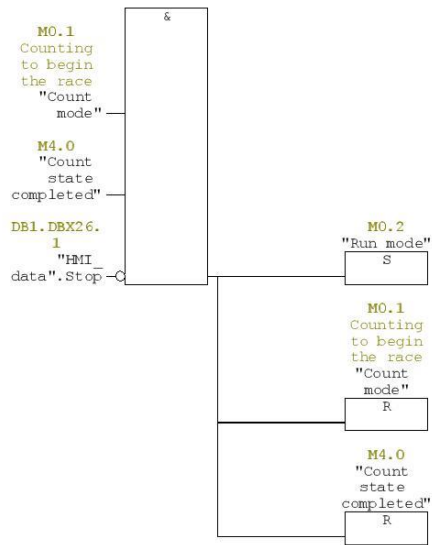 &
M0.1
Counting
to begin
the race
"Count
mode"
M4.0
"Count
state
completed"
DB1.DBX26.
1
"HMI_
data".Stop
M0.2
"Run mode"
S
M0.1
Counting
to begin
the race
"Count
mode"
R
M4.0
"Count
state
completed"
R